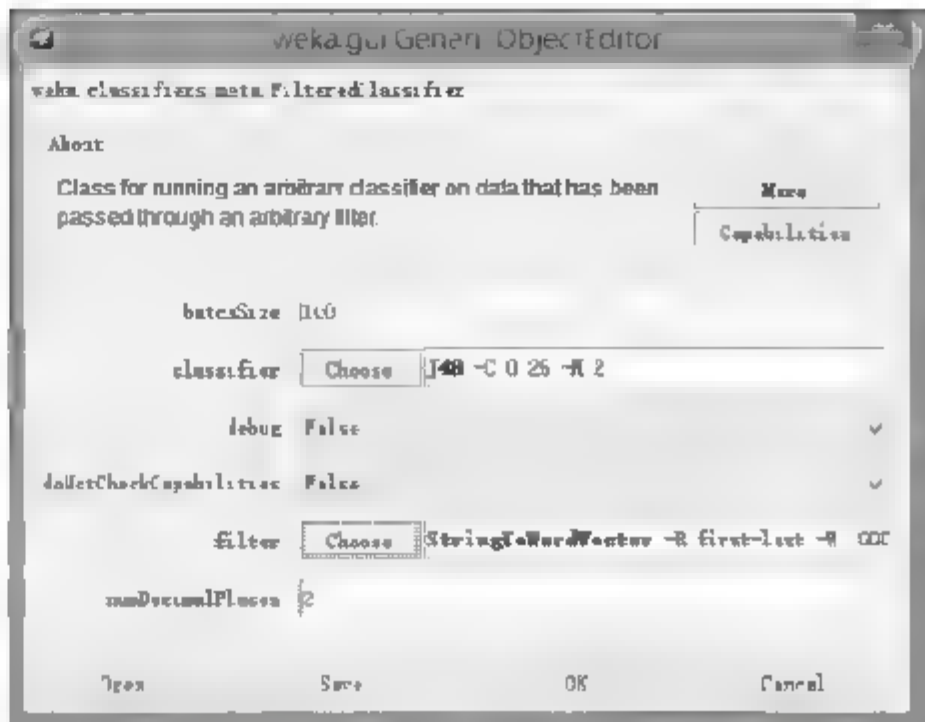 weka.gui.GenericObjectEditor
weka.classifiers.meta.FilteredClassifier
About
Class for running an arbitrary classifier on data that has been
passed through an arbitrary filter.
More
Capabilities
batchSize 100
classifier Choose J48 -C 0.25 -M 2
debug False
doNotCheckCapabilities False
filter Choose StringToWordVector -R first-last -W
numDecimalPlaces 2
Open Save OK Cancel